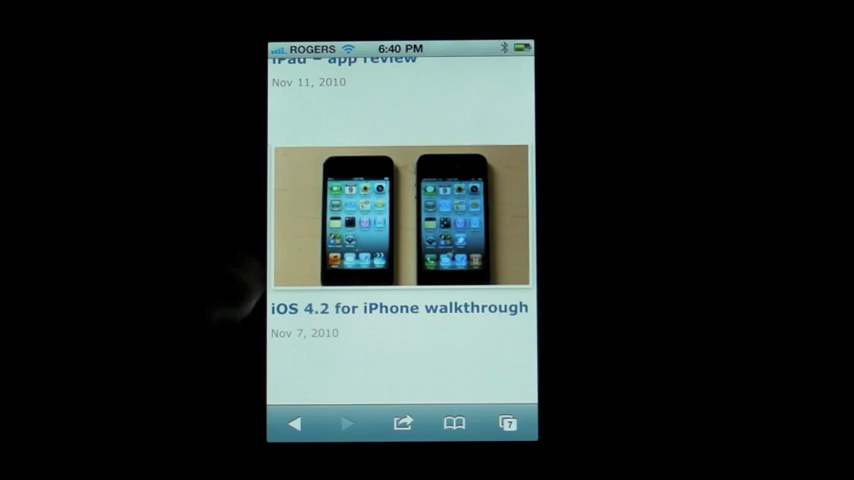 ROGERS 6:40 PM
iPad – app review
Nov 11, 2010
iOS 4.2 for iPhone walkthrough
Nov 7, 2010
7